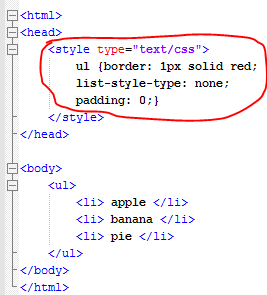 <html>
<head>
<style type="text/css">
ul {border: 1px solid red;
list-style-type: none;
padding: 0;}
</style>
</head>
<body>
<ul>
<li> apple </li>
<li> banana </li>
<li> pie </li>
</ul>
</body>
</html>